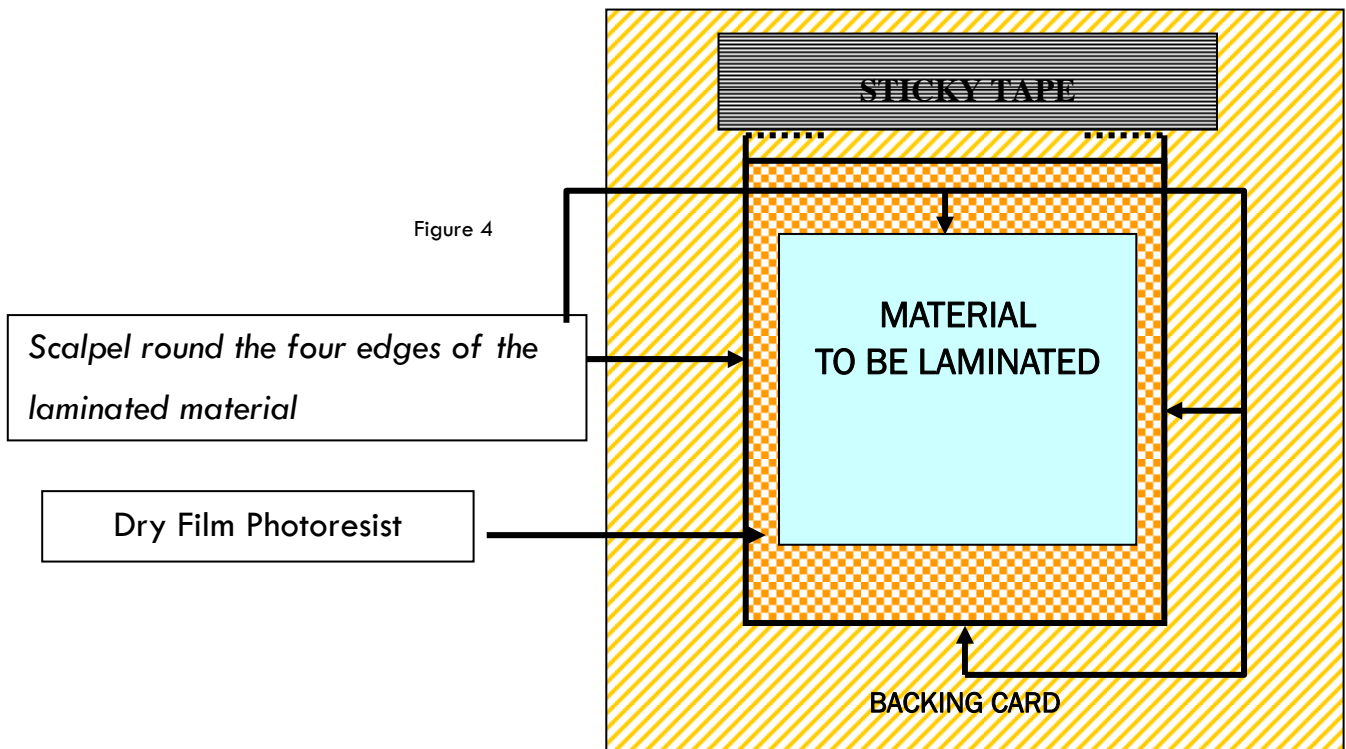 STICKY TAPE
Figure 4
MATERIAL
TO BE LAMINATED
Scalpel round the four edges of the
laminated material
Dry Film Photoresist
BACKING CARD